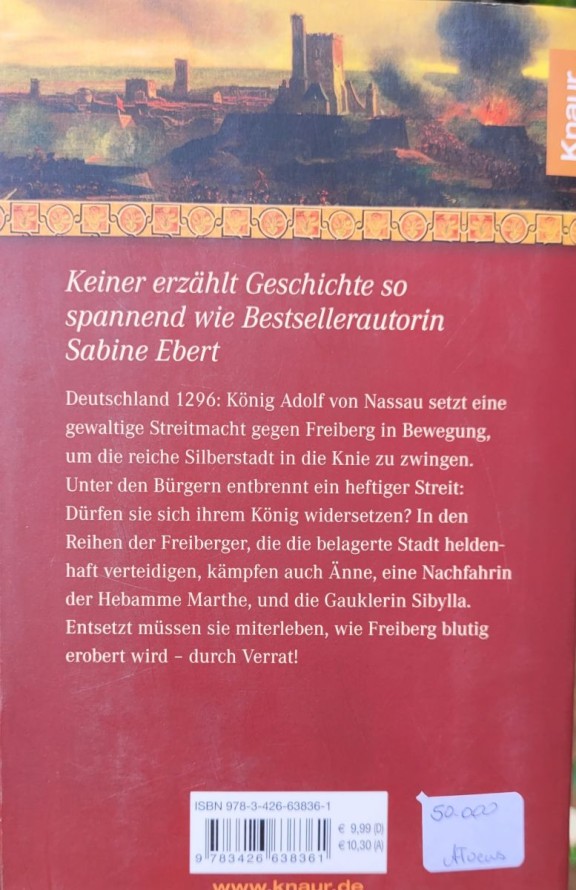 Knaur
Keiner erzählt Geschichte so
spannend wie Bestsellerautorin
Sabine Ebert
Deutschland 1296: König Adolf von Nassau setzt eine
gewaltige Streitmacht gegen Freiberg in Bewegung,
um die reiche Silberstadt in die Knie zu zwingen.
Unter den Bürgern entbrennt ein heftiger Streit:
Dürfen sie sich ihrem König widersetzen? In den
Reihen der Freiberger, die die belagerte Stadt helden-
haft verteidigen, kämpfen auch Änne, eine Nachfahrin
der Hebamme Marthe, und die Gauklerin Sibylla.
Entsetzt müssen sie miterleben, wie Freiberg blutig
erobert wird – durch Verrat!
ISBN 978-3-426-63836-1
€ 9,99 (D)
€ 10,30 (A)
9 783426 638361
50.000
www.knaur.de